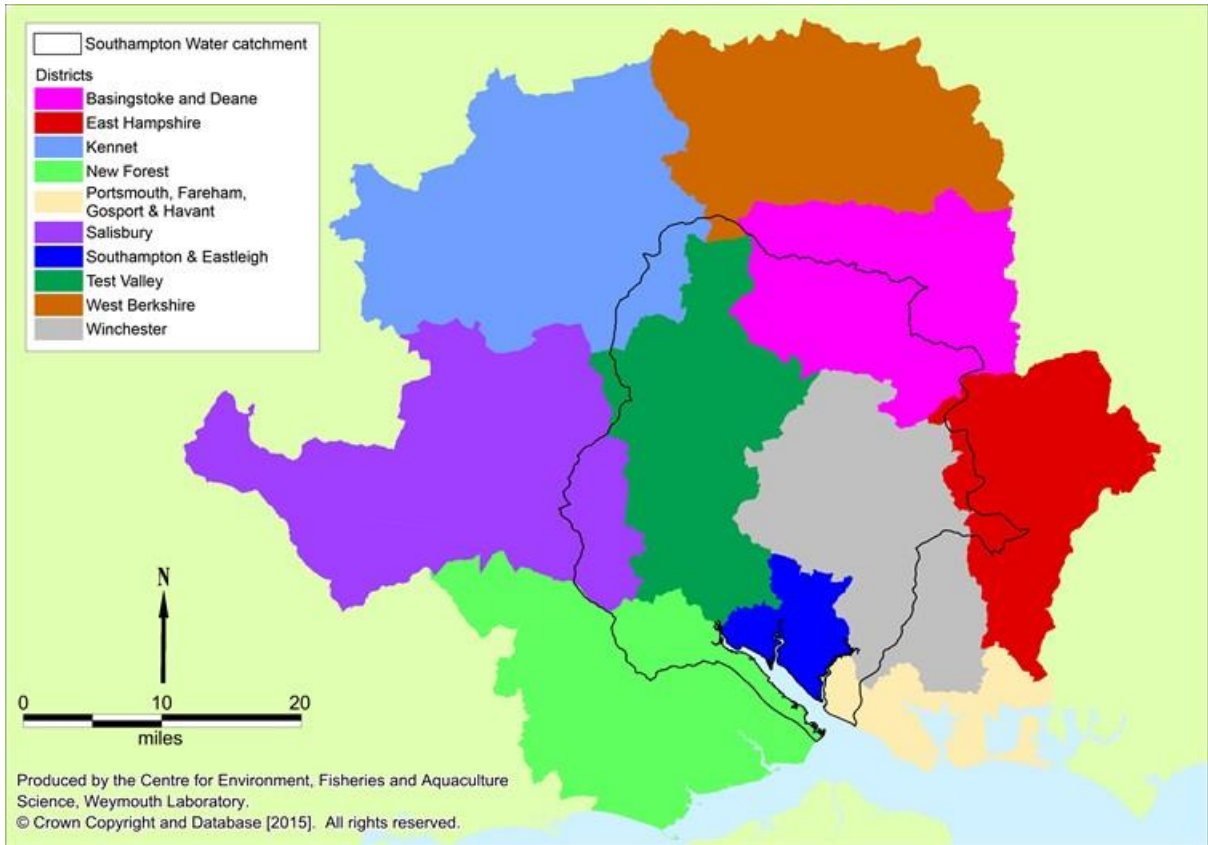 Southampton Water catchment
Districts
Basingstoke and Deane
East Hampshire
Kennet
New Forest
Portsmouth, Fareham,
Gosport & Havant
Salisbury
Southampton & Eastleigh
Test Valley
West Berkshire
Winchester
N
0 10 20
miles
Produced by the Centre for Environment, Fisheries and Aquaculture
Science, Weymouth Laboratory.
© Crown Copyright and Database [2015].  All rights reserved.